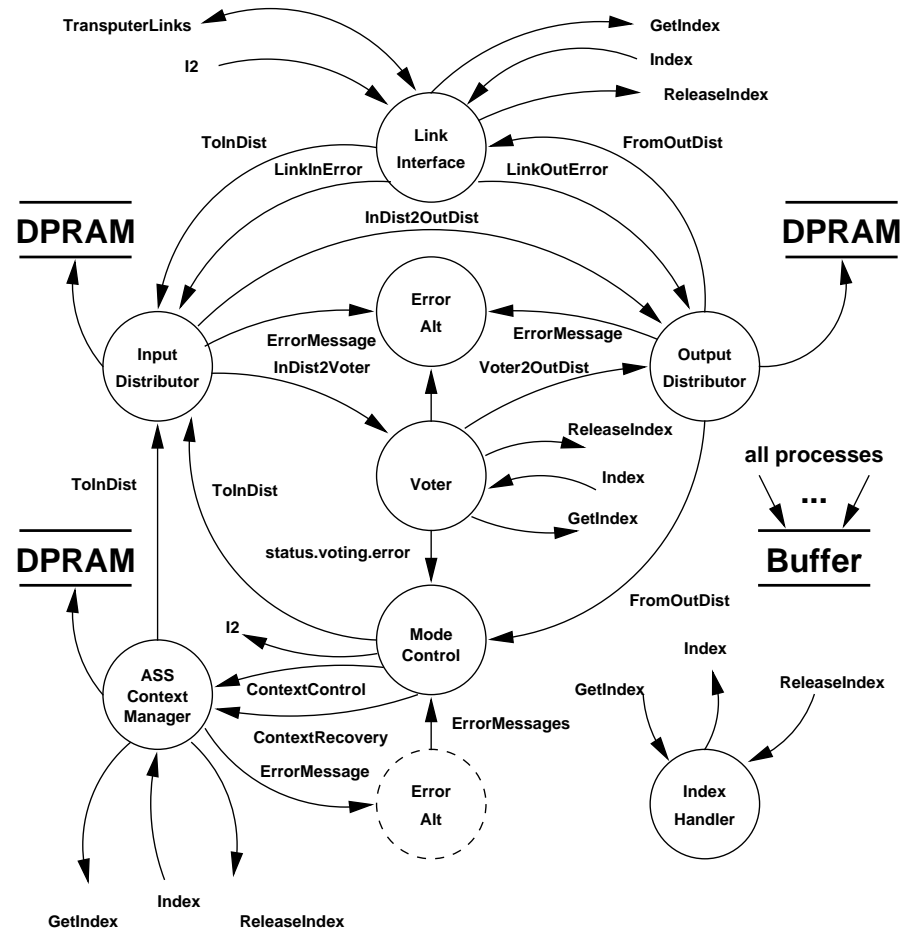 TransputerLinks
GetIndex
I2
Index
ReleaseIndex
Link
Interface
ToInDist
FromOutDist
LinkInError
LinkOutError
InDist2OutDist
DPRAM
DPRAM
Error
Alt
ErrorMessage
ErrorMessage
Input
Distributor
Output
Distributor
InDist2Voter
Voter2OutDist
ReleaseIndex
all processes
...
ToInDist
ToInDist
Voter
Index
GetIndex
DPRAM
status.voting.error
Buffer
FromOutDist
I2
Mode
Control
Index
ASS
Context
Manager
ContextControl
GetIndex
ReleaseIndex
ContextRecovery
ErrorMessages
ErrorMessage
Error
Alt
Index
Handler
GetIndex
Index
ReleaseIndex